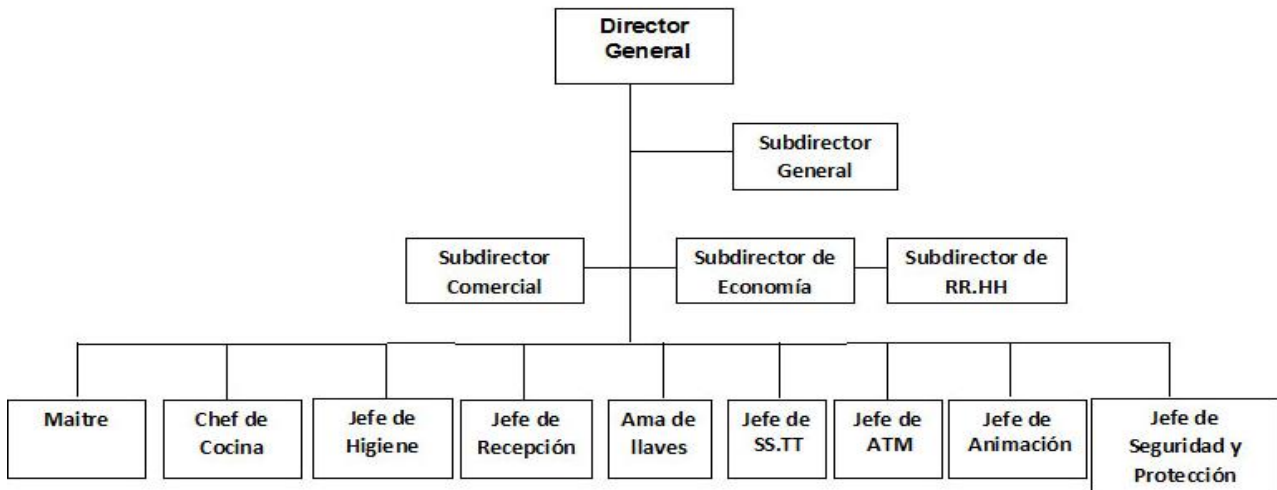 Director
General
Subdirector
General
Subdirector
Comercial
Subdirector de
Economía
Subdirector de
RR.HH
Maitre
Chef de
Cocina
Jefe de
Higiene
Jefe de
Recepción
Ama de
llaves
Jefe de
SS.TT
Jefe de
ATM
Jefe de
Animación
Jefe de
Seguridad y
Protección